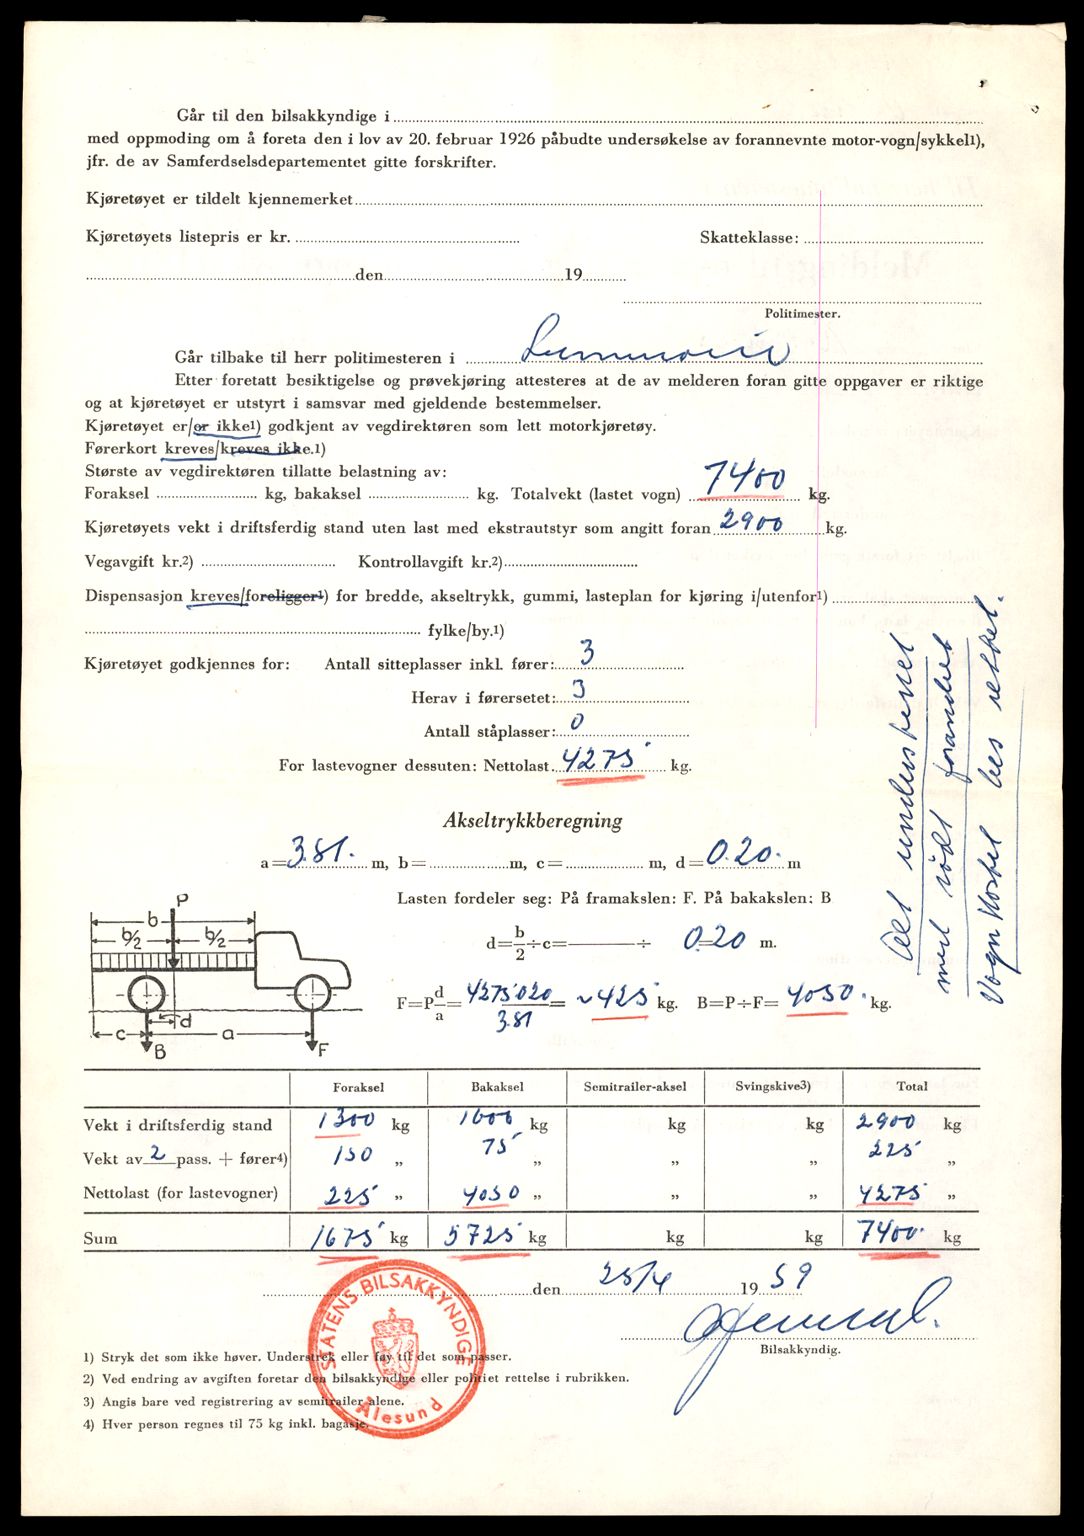 Går til den bilsakkyndige i
med oppmoding om å foreta den i lov av 20. februar 1926 påbudte undersøkelse av forannevnte motor-vogn/sykkel1),
jfr. de av Samferdselsdepartementet gitte forskrifter.
Kjøretøyet er tildelt kjennemerket
Kjøretøyets listepris er kr. Skatteklasse:
den 19
Politimester.
Går tilbake til herr politimesteren i Sunnmøre
Etter foretatt besiktigelse og prøvekjøring attesteres at de av melderen foran gitte oppgaver er riktige
og at kjøretøyet er utstyrt i samsvar med gjeldende bestemmelser.
Kjøretøyet er/er ikke1) godkjent av vegdirektøren som lett motorkjøretøy.
Førerkort kreves/kreves ikke.1)
Største av vegdirektøren tillatte belastning av:
Foraksel kg, bakaksel kg. Totalvekt (lastet vogn) 7400 kg.
Kjøretøyets vekt i driftsferdig stand uten last med ekstrautstyr som angitt foran 2900 kg.
Vegavgift kr.2) Kontrollavgift kr.2)
Dispensasjon kreves/foreligger1) for bredde, akseltrykk, gummi, lasteplan for kjøring i/utenfor1)
fylke/by.1)
Kjøretøyet godkjennes for: Antall sitteplasser inkl. fører: 3
Herav i førersetet: 3
Antall ståplasser: 0
For lastevogner dessuten: Nettolast 4275 kg.
Alt understreket
med rødt forandret
Vognkortet bes rettet.
Akseltrykkberegning
a= 3.81. m, b= m, c= m, d= 0.20. m
Lasten fordeler seg: På framakslen: F. På bakakslen: B
d= b/2 ÷c= ÷ 0=20 m.
F=P d/a = 4275·020/3.81 = ~425 kg. B=P÷F= 4050 kg.
P
b
b/2 b/2
d
c a
B F
Foraksel Bakaksel Semitrailer-aksel Svingskive3) Total
Vekt i driftsferdig stand 1300 kg 1600 kg kg kg 2900 kg
Vekt av 2 pass. + fører4) 150 „ 75 „ „ „ 225 „
Nettolast (for lastevogner) 225 „ 4050 „ „ „ 4275 „
Sum 1675 kg 5725 kg kg kg 7400 kg
den 25/4 19 59
Bilsakkyndig.
STATENS BILSAKKYNDIGE
Ålesund
1) Stryk det som ikke høver. Understrek eller føy til det som passer.
2) Ved endring av avgiften foretar den bilsakkyndige eller politiet rettelse i rubrikken.
3) Angis bare ved registrering av semitrailer alene.
4) Hver person regnes til 75 kg inkl. bagasje.